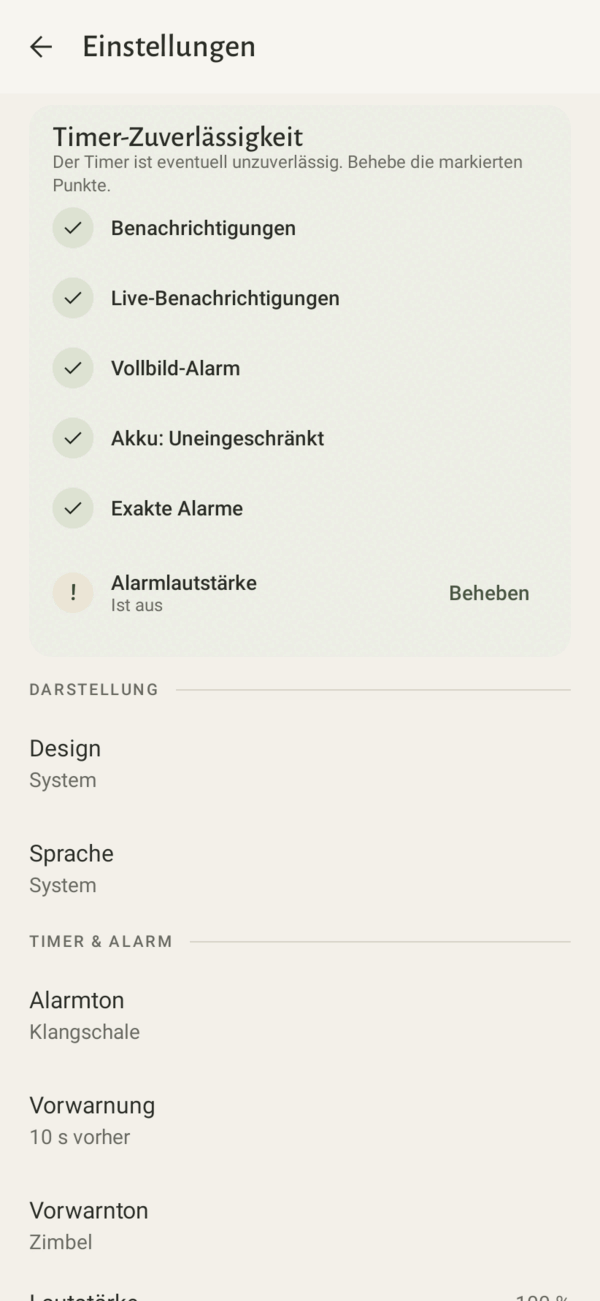 Einstellungen
Timer-Zuverlässigkeit
Der Timer ist eventuell unzuverlässig. Behebe die markierten
Punkte.
Benachrichtigungen
Live-Benachrichtigungen
Vollbild-Alarm
Akku: Uneingeschränkt
Exakte Alarme
!
Alarmlautstärke
Ist aus
Beheben
DARSTELLUNG
Design
System
Sprache
System
TIMER & ALARM
Alarmton
Klangschale
Vorwarnung
10 s vorher
Vorwarnton
Zimbel
Lautstärke
100 %